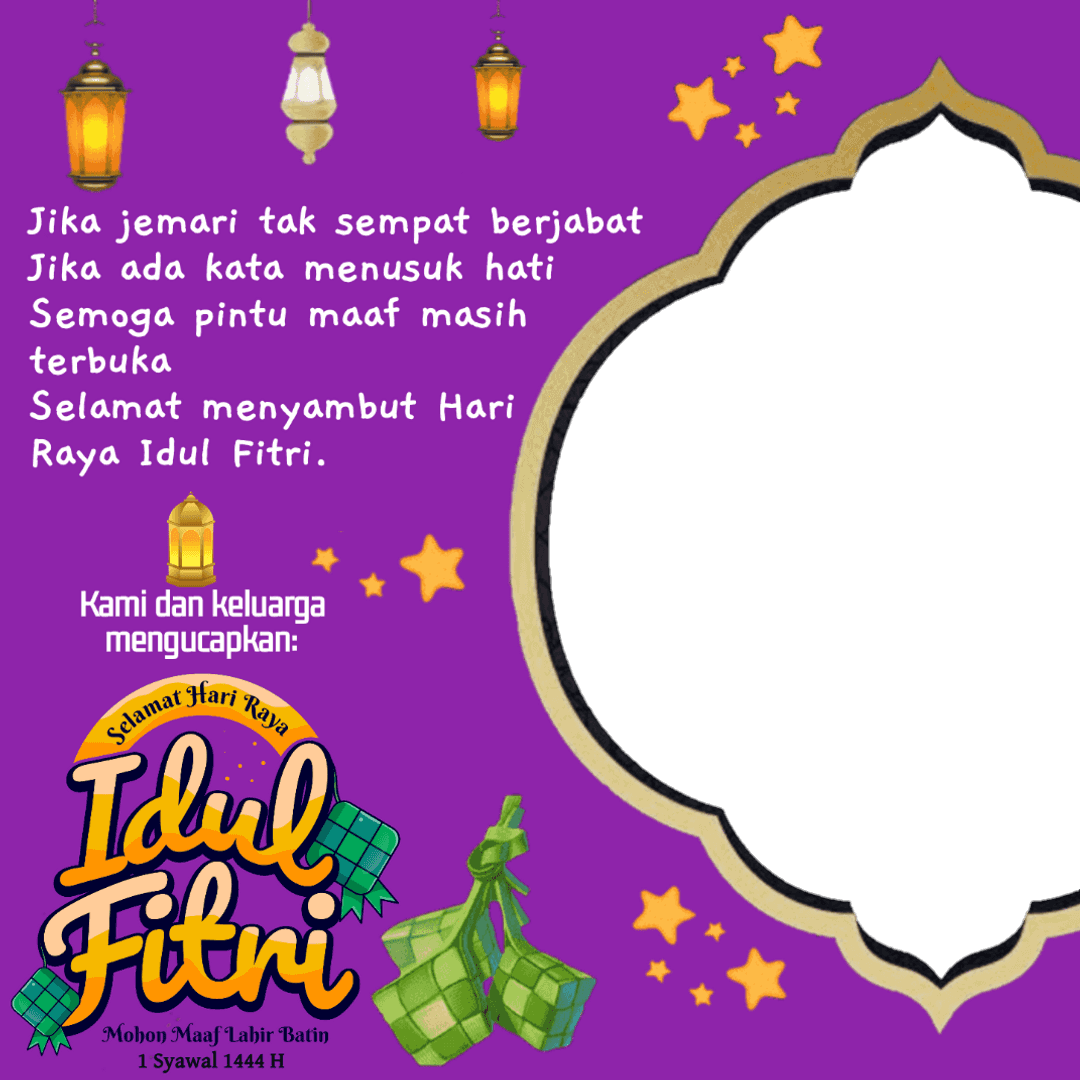 Jika jemari tak sempat berjabat
Jika ada kata menusuk hati
Semoga pintu maaf masih
terbuka
Selamat menyambut Hari
Raya Idul Fitri.
Kami dan keluarga
mengucapkan:
Selamat Hari Raya
Idul
Fitri
Mohon Maaf Lahir Batin
1 Syawal 1444 H